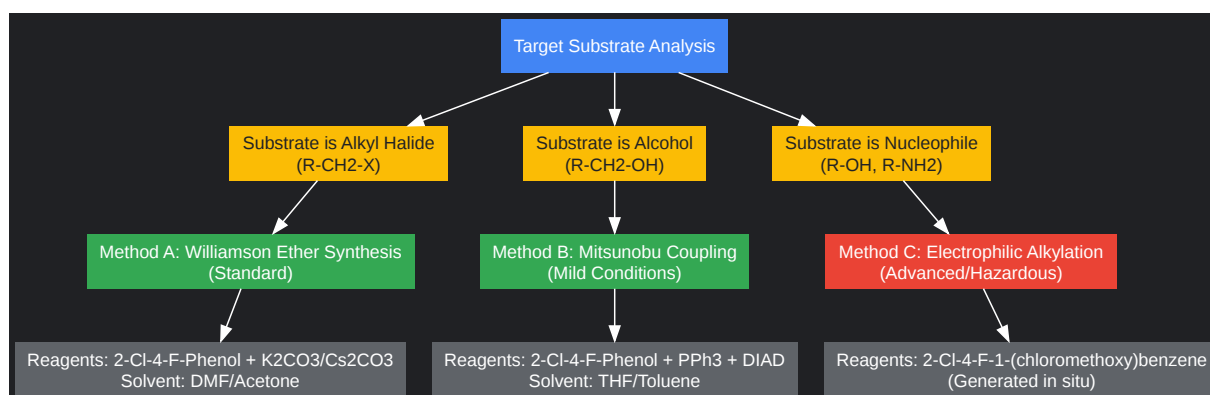 Target Substrate Analysis
Substrate is Alkyl Halide
(R-CH2-X)
Substrate is Alcohol
(R-CH2-OH)
Substrate is Nucleophile
(R-OH, R-NH2)
Method A: Williamson Ether Synthesis
(Standard)
Method B: Mitsunobu Coupling
(Mild Conditions)
Method C: Electrophilic Alkylation
(Advanced/Hazardous)
Reagents: 2-Cl-4-F-Phenol + K2CO3/Cs2CO3
Solvent: DMF/Acetone
Reagents: 2-Cl-4-F-Phenol + PPh3 + DIAD
Solvent: THF/Toluene
Reagents: 2-Cl-4-F-1-(chloromethoxy)benzene
(Generated in situ)